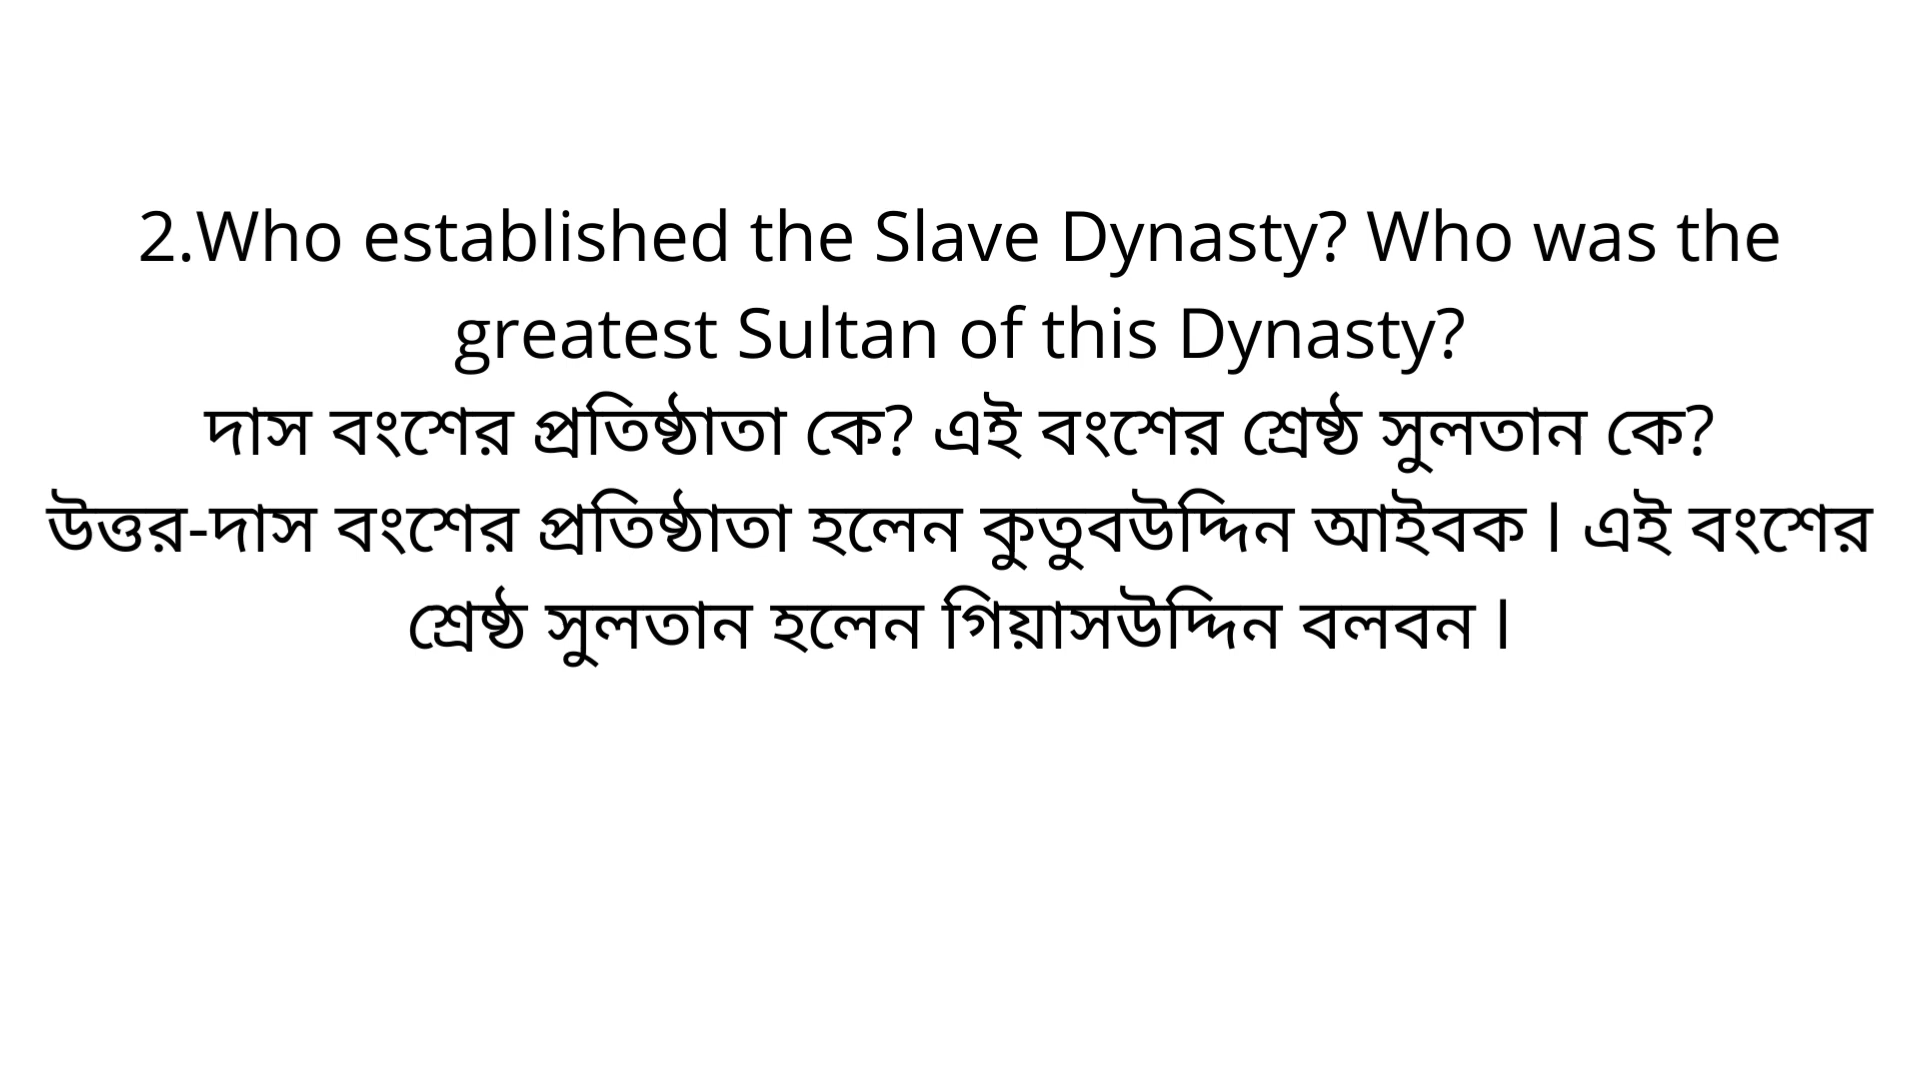 2.Who established the Slave Dynasty? Who was the
greatest Sultan of this Dynasty?
দাস বংশের প্রতিষ্ঠাতা কে? এই বংশের শ্রেষ্ঠ সুলতান কে?
উত্তর-দাস বংশের প্রতিষ্ঠাতা হলেন কুতুবউদ্দিন আইবক । এই বংশের
শ্রেষ্ঠ সুলতান হলেন গিয়াসউদ্দিন বলবন ।